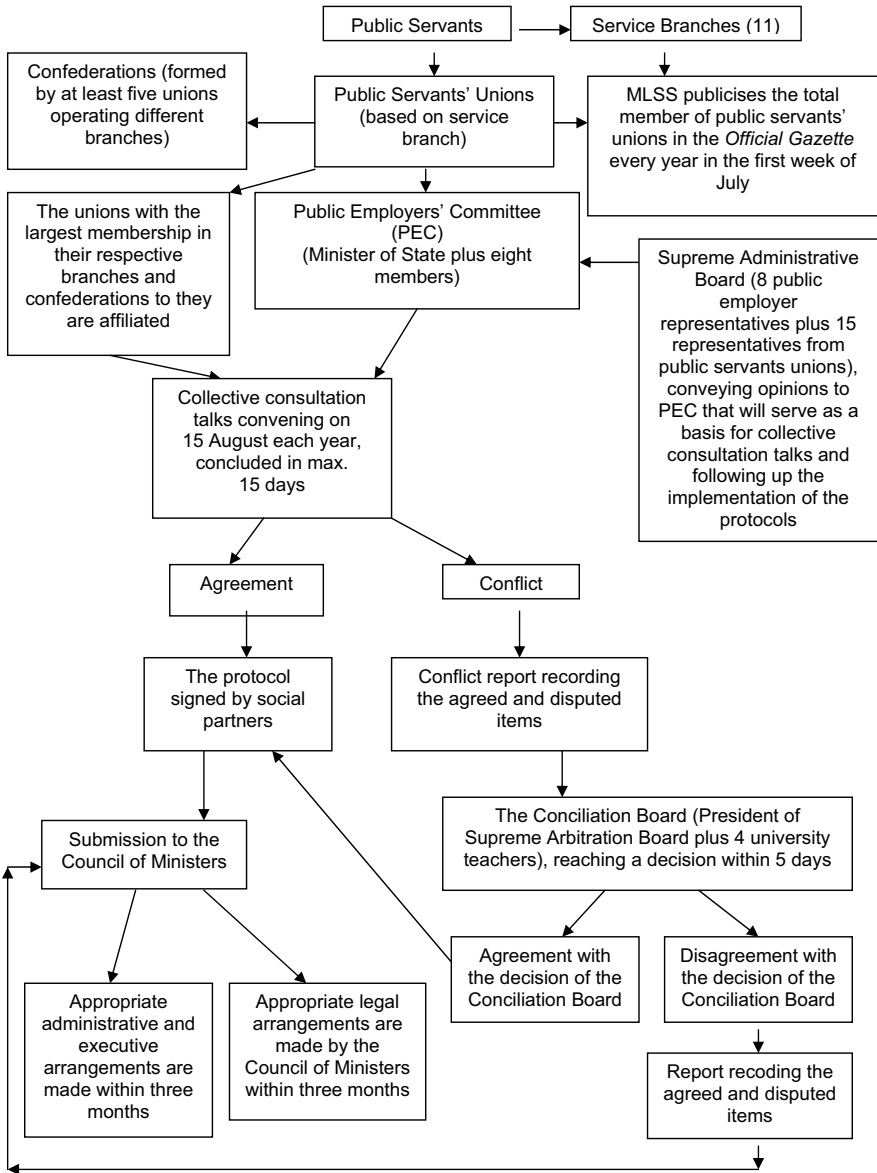 Public Servants
Service Branches (11)
Confederations (formed
by at least five unions
operating different
branches)
Public Servants' Unions
(based on service
branch)
MLSS publicises the total
member of public servants'
unions in the Official Gazette
every year in the first week of
July
The unions with the
largest membership in
their respective
branches and
confederations to they
are affiliated
Public Employers' Committee
(PEC)
(Minister of State plus eight
members)
Supreme Administrative
Board (8 public
employer
representatives plus 15
representatives from
public servants unions),
conveying opinions to
PEC that will serve as a
basis for collective
consultation talks and
following up the
implementation of the
protocols
Collective consultation
talks convening on
15 August each year,
concluded in max.
15 days
Agreement
Conflict
The protocol
signed by social
partners
Conflict report recording
the agreed and disputed
items
Submission to the
Council of Ministers
The Conciliation Board (President of
Supreme Arbitration Board plus 4 university
teachers), reaching a decision within 5 days
Agreement with
the decision of the
Conciliation Board
Disagreement with
the decision of the
Conciliation Board
Appropriate
administrative and
executive
arrangements are
made within three
months
Appropriate legal
arrangements are
made by the
Council of Ministers
within three months
Report recoding the
agreed and disputed
items